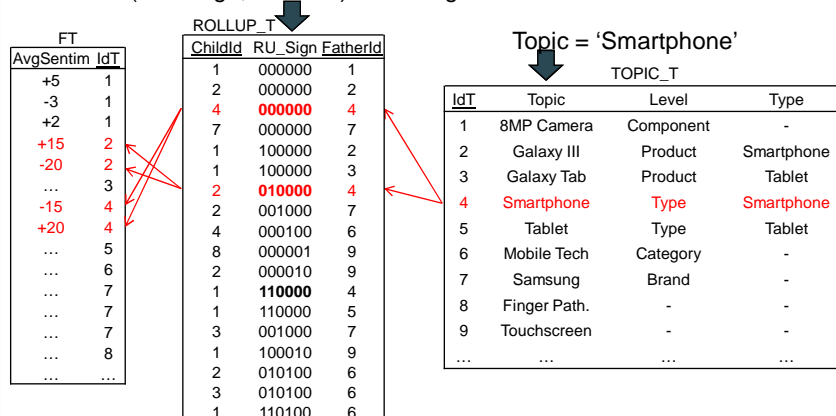 FT
AvgSentim IdT
+5 1
-3 1
+2 1
+15 2
-20 2
… 3
-15 4
+20 4
… 5
… 6
… 7
… 7
… 7
… 8
… …
ROLLUP_T
ChildId RU_Sign FatherId
1 000000 1
2 000000 2
4 000000 4
7 000000 7
1 100000 2
1 100000 3
2 010000 4
2 001000 7
4 000100 6
8 000001 9
2 000010 9
1 110000 4
1 110000 5
3 001000 7
1 100010 9
2 010100 6
3 010100 6
1 110100 6
Topic = ‘Smartphone’
TOPIC_T
IdT Topic Level Type
1 8MP Camera Component -
2 Galaxy III Product Smartphone
3 Galaxy Tab Product Tablet
4 Smartphone Type Smartphone
5 Tablet Type Tablet
6 Mobile Tech Category -
7 Samsung Brand -
8 Finger Path. - -
9 Touchscreen - -
… … … …